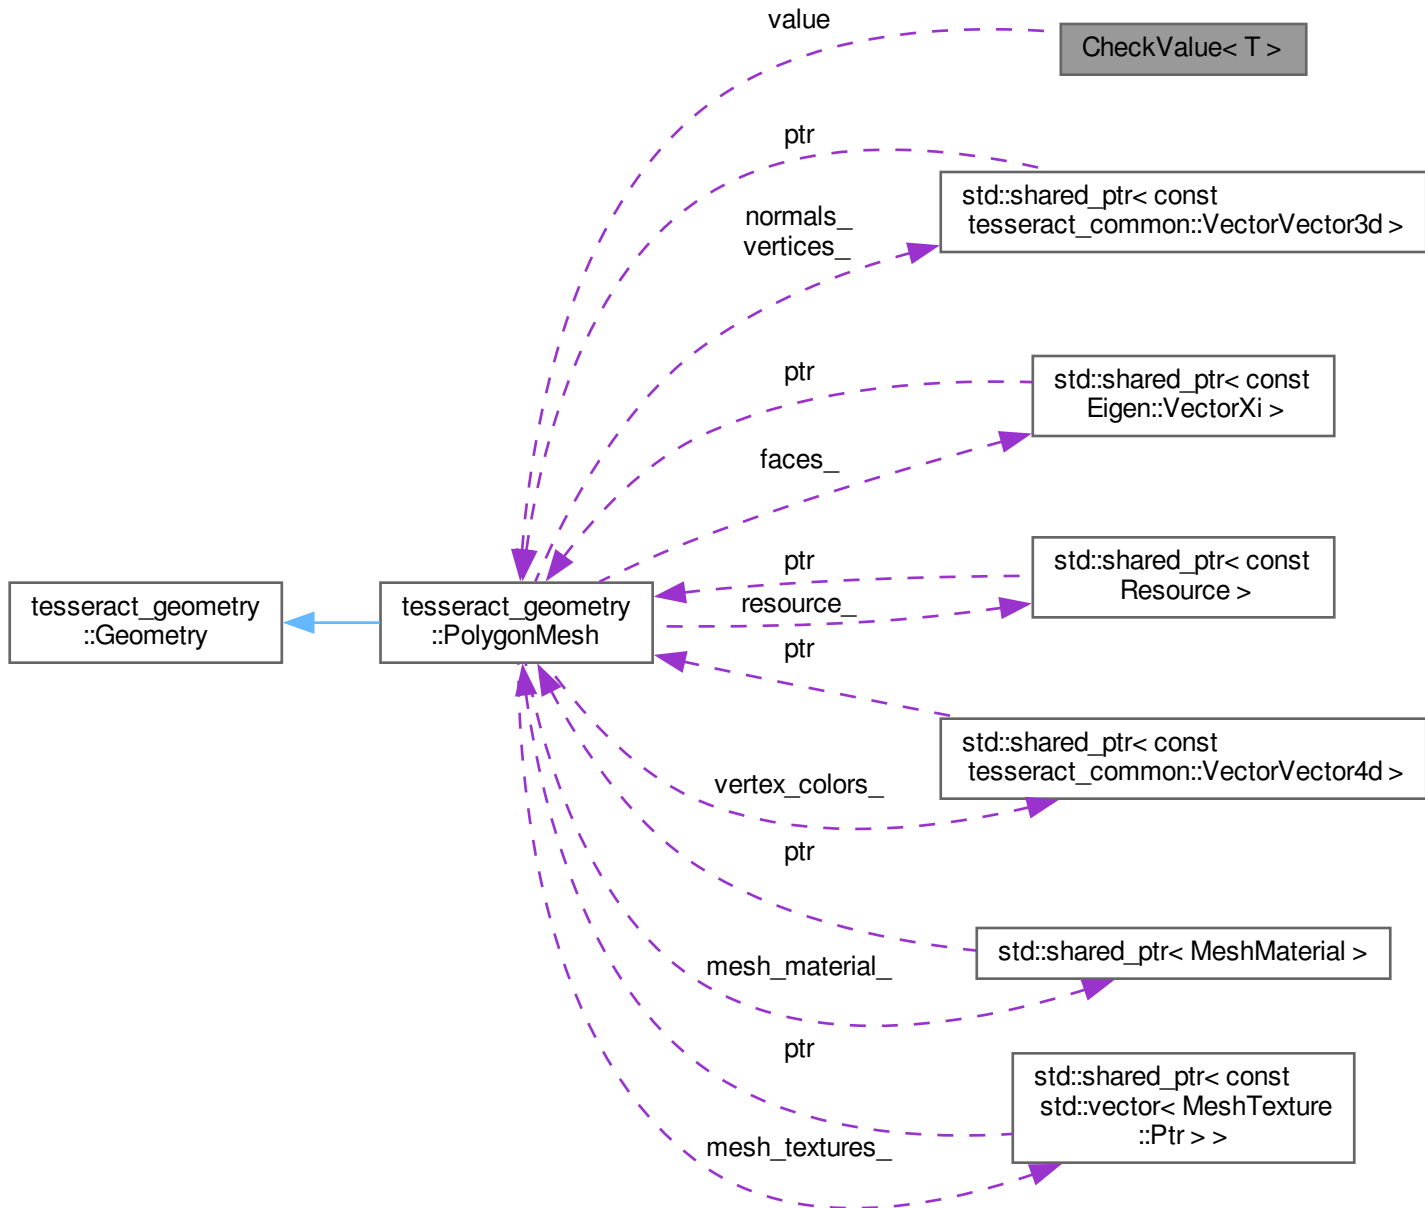 value
CheckValue< T >
ptr
std::shared_ptr< const
tesseract_common::VectorVector3d >
normals_
vertices_
ptr
std::shared_ptr< const
Eigen::VectorXi >
faces_
ptr
std::shared_ptr< const
Resource >
resource_
tesseract_geometry
::Geometry
tesseract_geometry
::PolygonMesh
ptr
std::shared_ptr< const
tesseract_common::VectorVector4d >
vertex_colors_
ptr
std::shared_ptr< MeshMaterial >
mesh_material_
ptr
std::shared_ptr< const
std::vector< MeshTexture
::Ptr > >
mesh_textures_